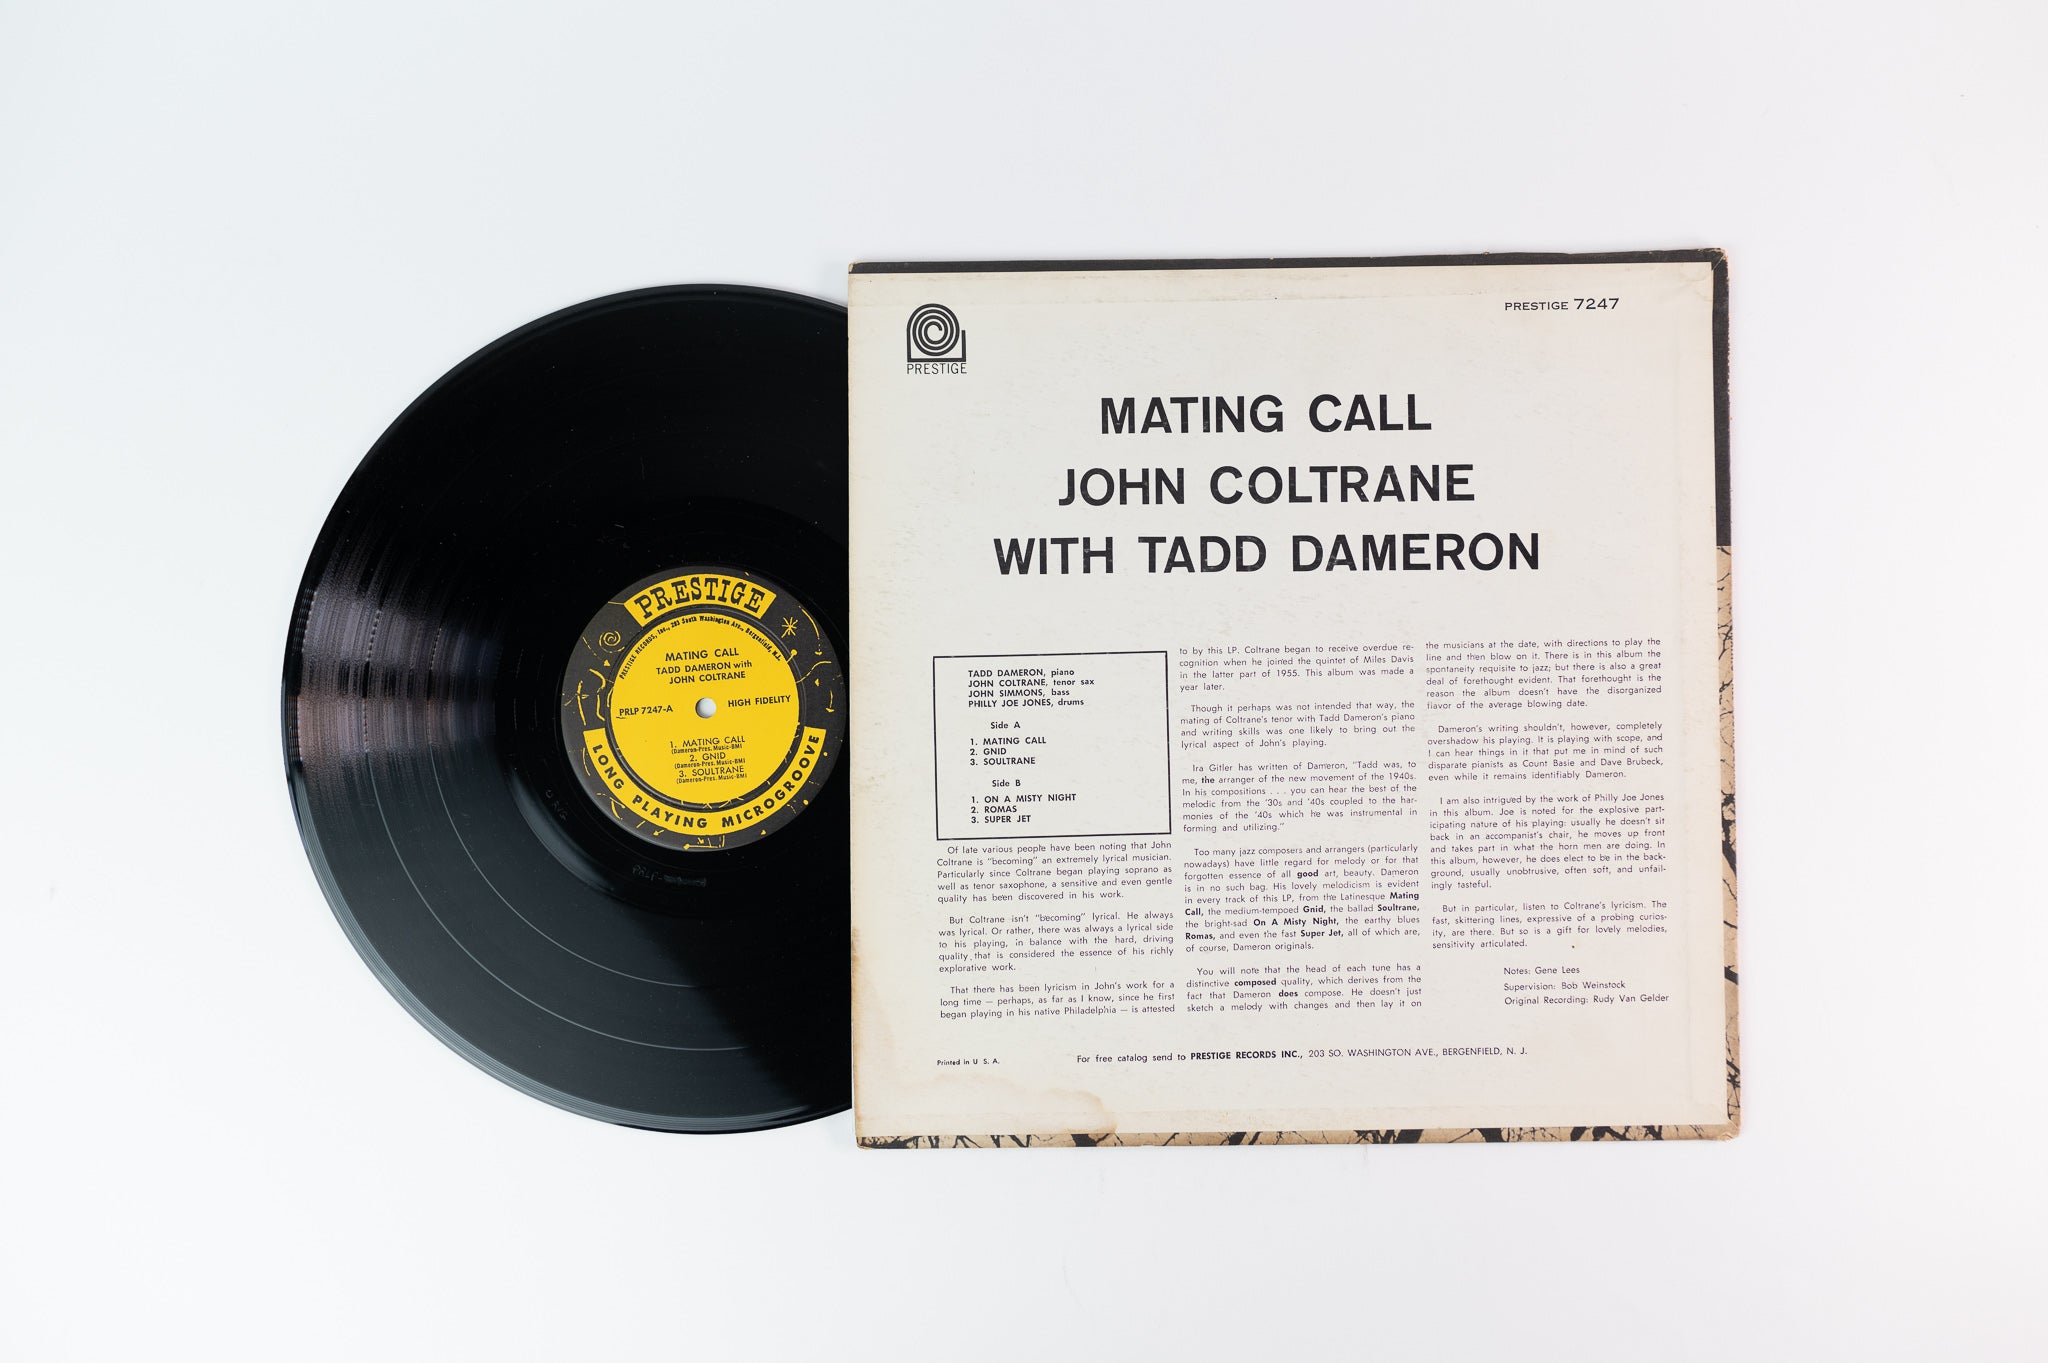 PRESTIGE
PRESTIGE RECORDS, Inc., 203 South Washington Ave., Bergenfield, N.J.
MATING CALL
TADD DAMERON with
JOHN COLTRANE
PRLP 7247-A
HIGH FIDELITY
1. MATING CALL
(Dameron-Pres. Music-BMI
2. GNID
(Dameron-Pres. Music-BMI
3. SOULTRANE
(Dameron-Pres. Music-BMI
LONG PLAYING MICROGROOVE
PRESTIGE
PRESTIGE 7247
MATING CALL
JOHN COLTRANE
WITH TADD DAMERON
TADD DAMERON, piano
JOHN COLTRANE, tenor sax
JOHN SIMMONS, bass
PHILLY JOE JONES, drums
Side A
1. MATING CALL
2. GNID
3. SOULTRANE
Side B
1. ON A MISTY NIGHT
2. ROMAS
3. SUPER JET
Of late various people have been noting that John
Coltrane is "becoming" an extremely lyrical musician.
Particularly since Coltrane began playing soprano as
well as tenor saxophone, a sensitive and even gentle
quality has been discovered in his work.
But Coltrane isn't "becoming" lyrical. He always
was lyrical. Or rather, there was always a lyrical side
to his playing, in balance with the hard, driving
quality that is considered the essence of his richly
explorative work.
That there has been lyricism in John's work for a
long time — perhaps, as far as I know, since he first
began playing in his native Philadelphia — is attested
to by this LP. Coltrane began to receive overdue re-
cognition when he joined the quintet of Miles Davis
in the latter part of 1955. This album was made a
year later.
Though it perhaps was not intended that way, the
mating of Coltrane's tenor with Tadd Dameron's piano
and writing skills was one likely to bring out the
lyrical aspect of John's playing.
Ira Gitler has written of Dameron, "Tadd was, to
me, the arranger of the new movement of the 1940s.
In his compositions . . . you can hear the best of the
melodic from the '30s and '40s coupled to the har-
monies of the '40s which he was instrumental in
forming and utilizing."
Too many jazz composers and arrangers (particularly
nowadays) have little regard for melody or for that
forgotten essence of all good art, beauty. Dameron
is in no such bag. His lovely melodicism is evident
in every track of this LP, from the Latinesque Mating
Call, the medium-tempoed Gnid, the ballad Soultrane,
the bright-sad On A Misty Night, the earthy blues
Romas, and even the fast Super Jet, all of which are,
of course, Dameron originals.
You will note that the head of each tune has a
distinctive composed quality, which derives from the
fact that Dameron does compose. He doesn't just
sketch a melody with changes and then lay it on
the musicians at the date, with directions to play the
line and then blow on it. There is in this album the
spontaneity requisite to jazz; but there is also a great
deal of forethought evident. That forethought is the
reason the album doesn't have the disorganized
flavor of the average blowing date.
Dameron's writing shouldn't, however, completely
overshadow his playing. It is playing with scope, and
I can hear things in it that put me in mind of such
disparate pianists as Count Basie and Dave Brubeck,
even while it remains identifiably Dameron.
I am also intrigued by the work of Philly Joe Jones
in this album. Joe is noted for the explosive part-
icipating nature of his playing: usually he doesn't sit
back in an accompanist's chair, he moves up front
and takes part in what the horn men are doing. In
this album, however, he does elect to be in the back-
ground, usually unobtrusive, often soft, and unfail-
ingly tasteful.
But in particular, listen to Coltrane's lyricism. The
fast, skittering lines, expressive of a probing curios-
ity, are there. But so is a gift for lovely melodies,
sensitivity articulated.
Notes: Gene Lees
Supervision: Bob Weinstock
Original Recording: Rudy Van Gelder
Printed in U S. A.
For free catalog send to PRESTIGE RECORDS INC., 203 SO. WASHINGTON AVE., BERGENFIELD, N. J.